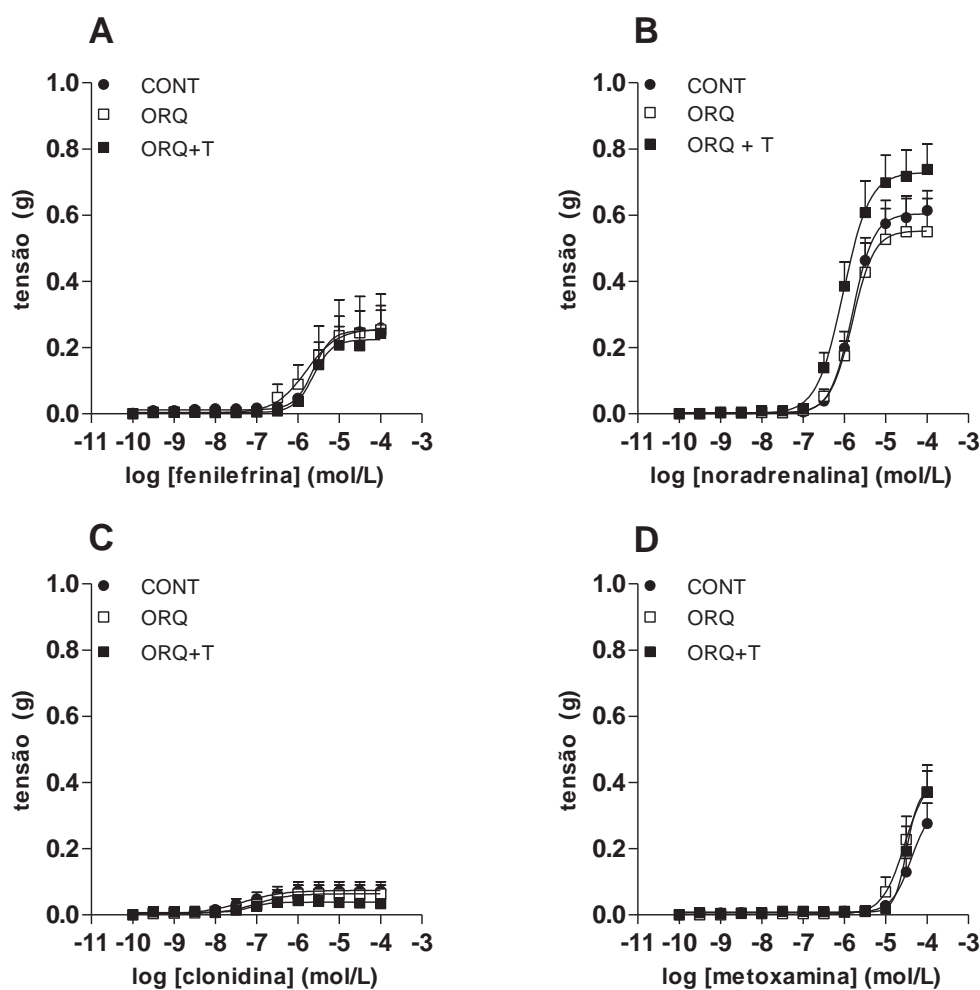 A
CONT
ORQ
ORQ+T
tensão (g)
1.0
0.8
0.6
0.4
0.2
0.0
-11 -10 -9 -8 -7 -6 -5 -4 -3
log [fenilefrina] (mol/L)
B
CONT
ORQ
ORQ + T
tensão (g)
1.0
0.8
0.6
0.4
0.2
0.0
-11 -10 -9 -8 -7 -6 -5 -4 -3
log [noradrenalina] (mol/L)
C
CONT
ORQ
ORQ+T
tensão (g)
1.0
0.8
0.6
0.4
0.2
0.0
-11 -10 -9 -8 -7 -6 -5 -4 -3
log [clonidina] (mol/L)
D
CONT
ORQ
ORQ+T
tensão (g)
1.0
0.8
0.6
0.4
0.2
0.0
-11 -10 -9 -8 -7 -6 -5 -4 -3
log [metoxamina] (mol/L)